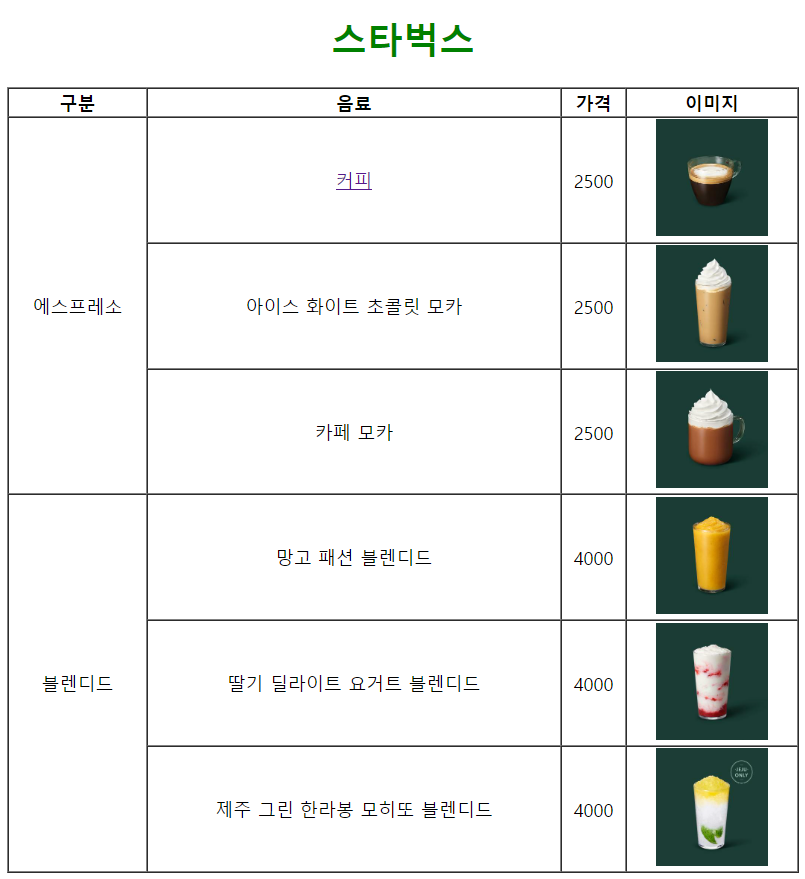 스타벅스
구분 음료 가격 이미지
커피 2500
에스프레소 아이스 화이트 초콜릿 모카 2500
카페 모카 2500
망고 패션 블렌디드 4000
블렌디드 딸기 딜라이트 요거트 블렌디드 4000
제주 그린 한라봉 모히또 블렌디드 4000
JEJU
ONLY